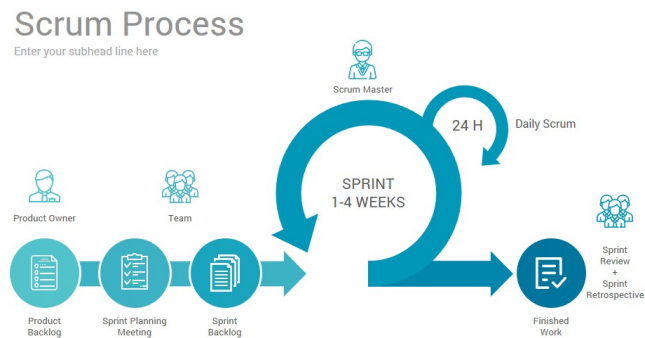 Scrum Process
Enter your subhead line here
Scrum Master
24 H
Daily Scrum
SPRINT
1-4 WEEKS
Product Owner
Team
Product
Backlog
Sprint Planning
Meeting
Sprint
Backlog
Finished
Work
Sprint
Review
+
Sprint
Retrospective